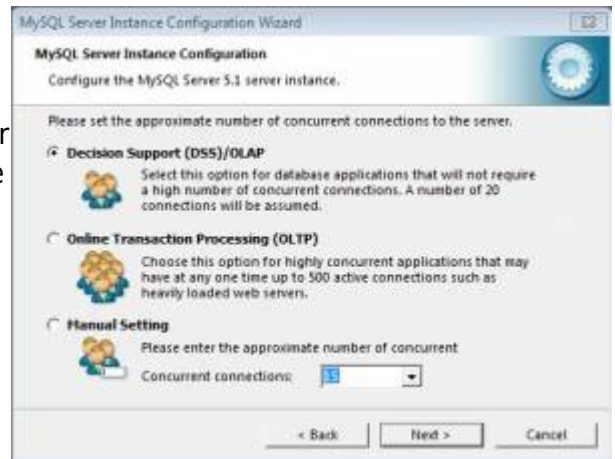 MySQL Server Instance Configuration Wizard
MySQL Server Instance Configuration
Configure the MySQL Server 5.1 server instance.
Please set the approximate number of concurrent connections to the server.
r
e
Decision Support (DSS)/OLAP
Select this option for database applications that will not require
a high number of concurrent connections. A number of 20
connections will be assumed.
Online Transaction Processing (OLTP)
Choose this option for highly concurrent applications that may
have at any one time up to 500 active connections such as
heavily loaded web servers.
Manual Setting
Please enter the approximate number of concurrent
Concurrent connections: 15
< Back Next > Cancel